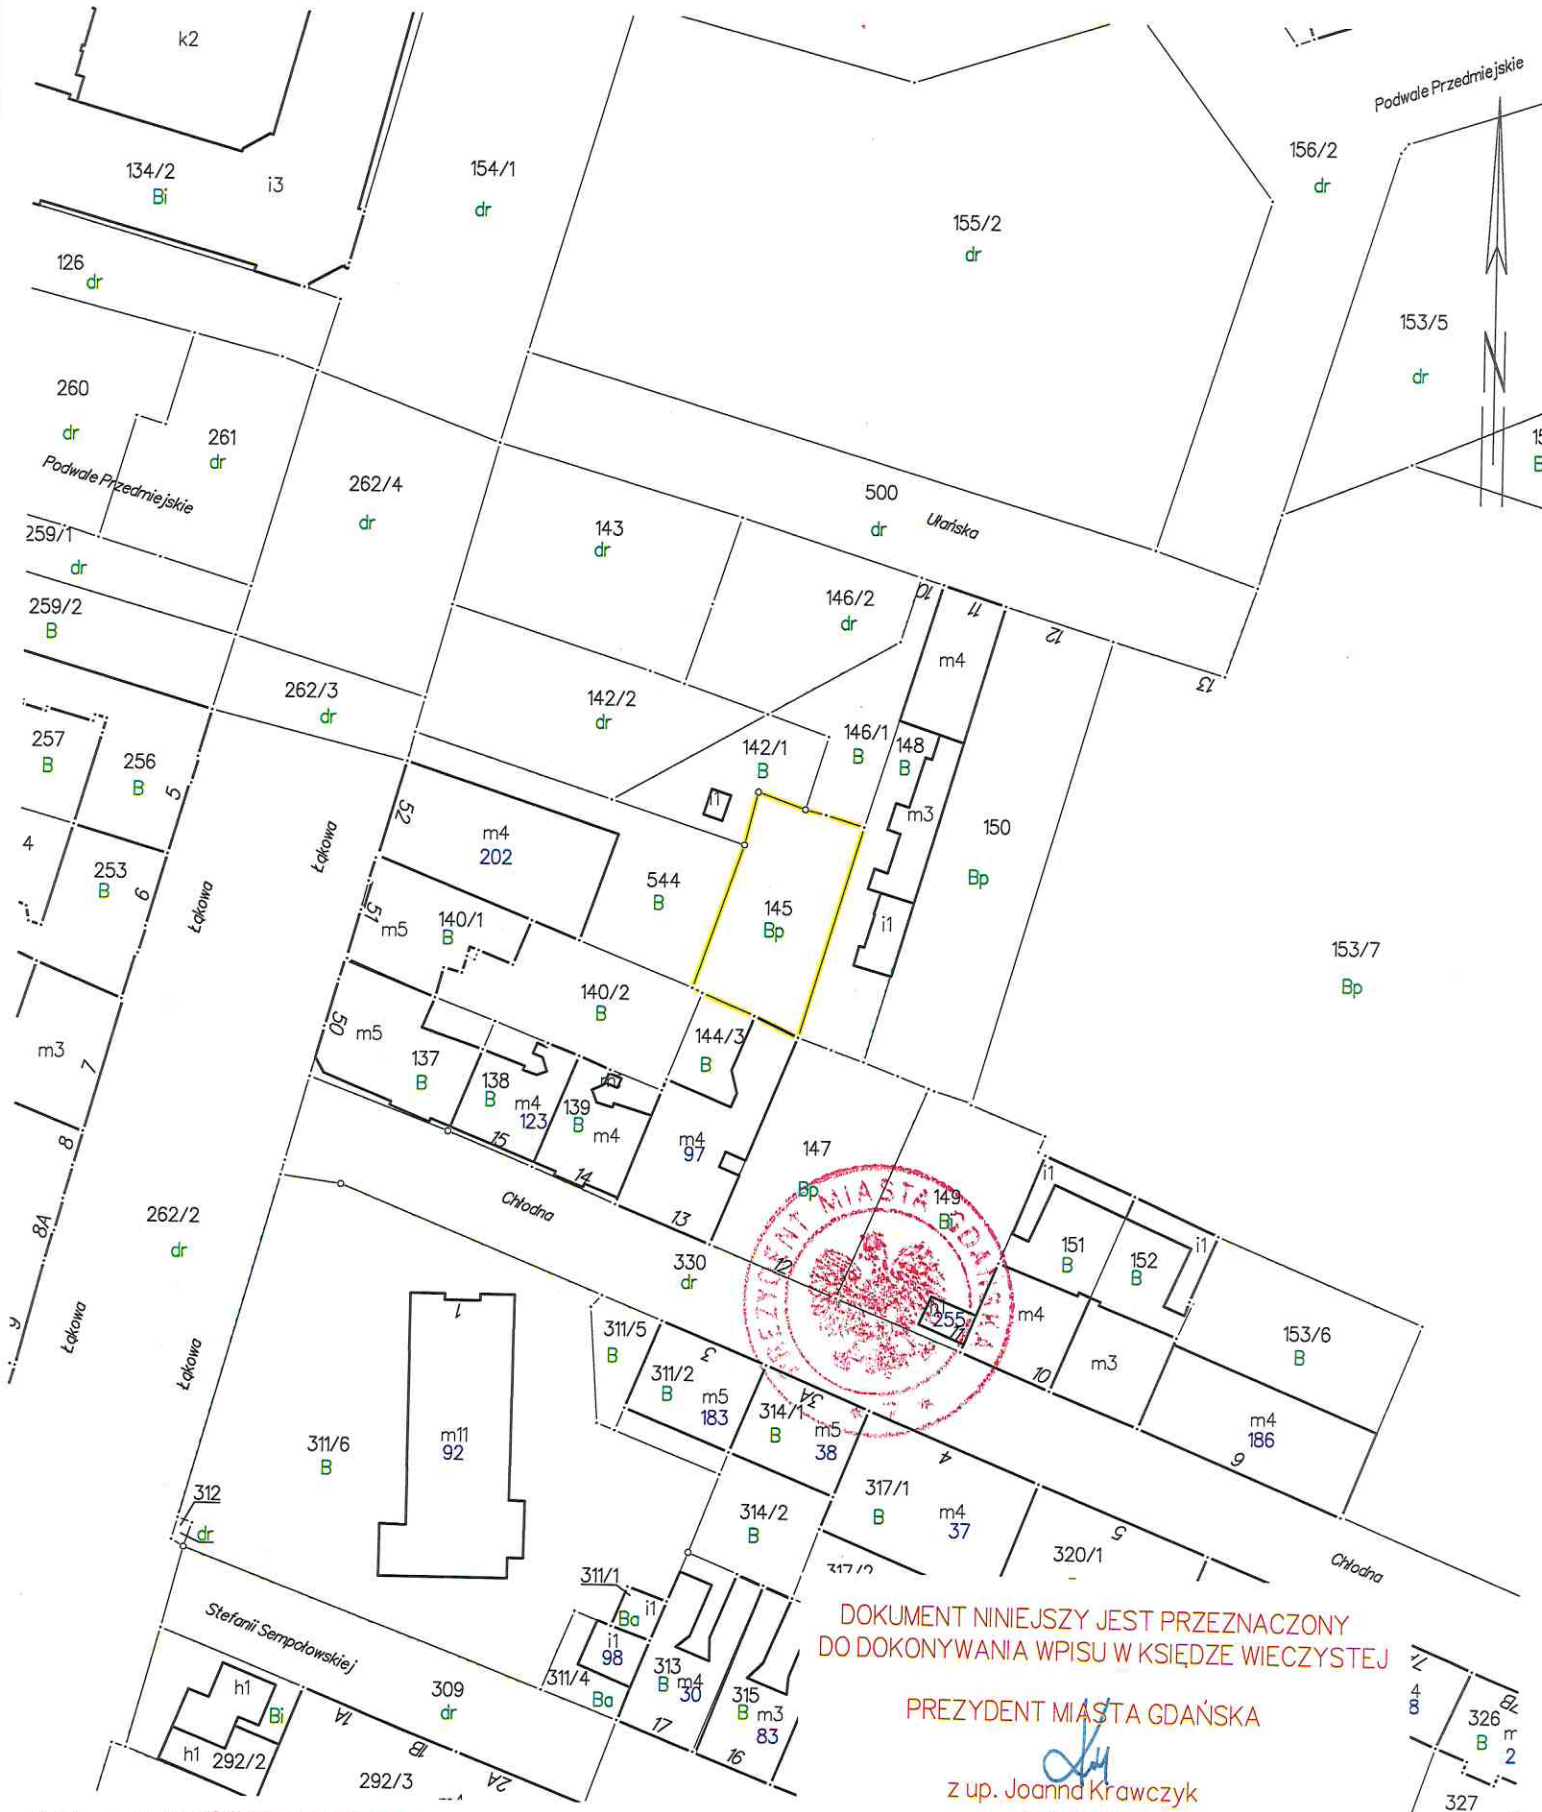 k2
Podwale Przedmiejskie
134/2
Bi
i3
154/1
dr
156/2
dr
155/2
dr
126
dr
153/5
dr
N
260
dr
261
dr
Podwale Przedmiejskie
262/4
dr
500
dr
Ułańska
143
dr
259/1
dr
259/2
B
146/2
dr
10
11
12
13
m4
262/3
dr
142/2
dr
257
B
256
B
5
142/1
B
146/1
B
148
B
i1
m3
150
Bp
52
m4
202
Łąkowa
4
253
B
6
Łąkowa
544
B
145
Bp
i1
51
m5
140/1
B
153/7
Bp
140/2
B
50
m5
137
B
144/3
B
m3
7
138
B
m4
123
15
139
B
m4
14
m4
97
13
147
Bp
8
Chłodna
149
Bi
i1
151
B
152
B
i1
262/2
dr
8A
330
dr
12
PREZYDENT MIASTA GDAŃSKA
255
11
m4
m3
10
153/6
B
m4
186
6
9
Łąkowa
Łąkowa
1
311/5
B
3
311/2
B
m5
183
3A
314/1
B
m5
38
4
311/6
B
m11
92
317/1
B
m4
37
5
312
dr
314/2
B
320/1
317/2
Chłodna
311/1
Ba
i1
i1
98
311/4
Ba
Stefanii Sempołowskiej
313
B
m4
30
17
315
B
m3
83
16
309
dr
h1
Bi
h1
292/2
1A
1B
2A
292/3
DOKUMENT NINIEJSZY JEST PRZEZNACZONY
DO DOKONYWANIA WPISU W KSIĘDZE WIECZYSTEJ
PREZYDENT MIASTA GDAŃSKA
z up. Joanna Krawczyk
7B
326
B
327